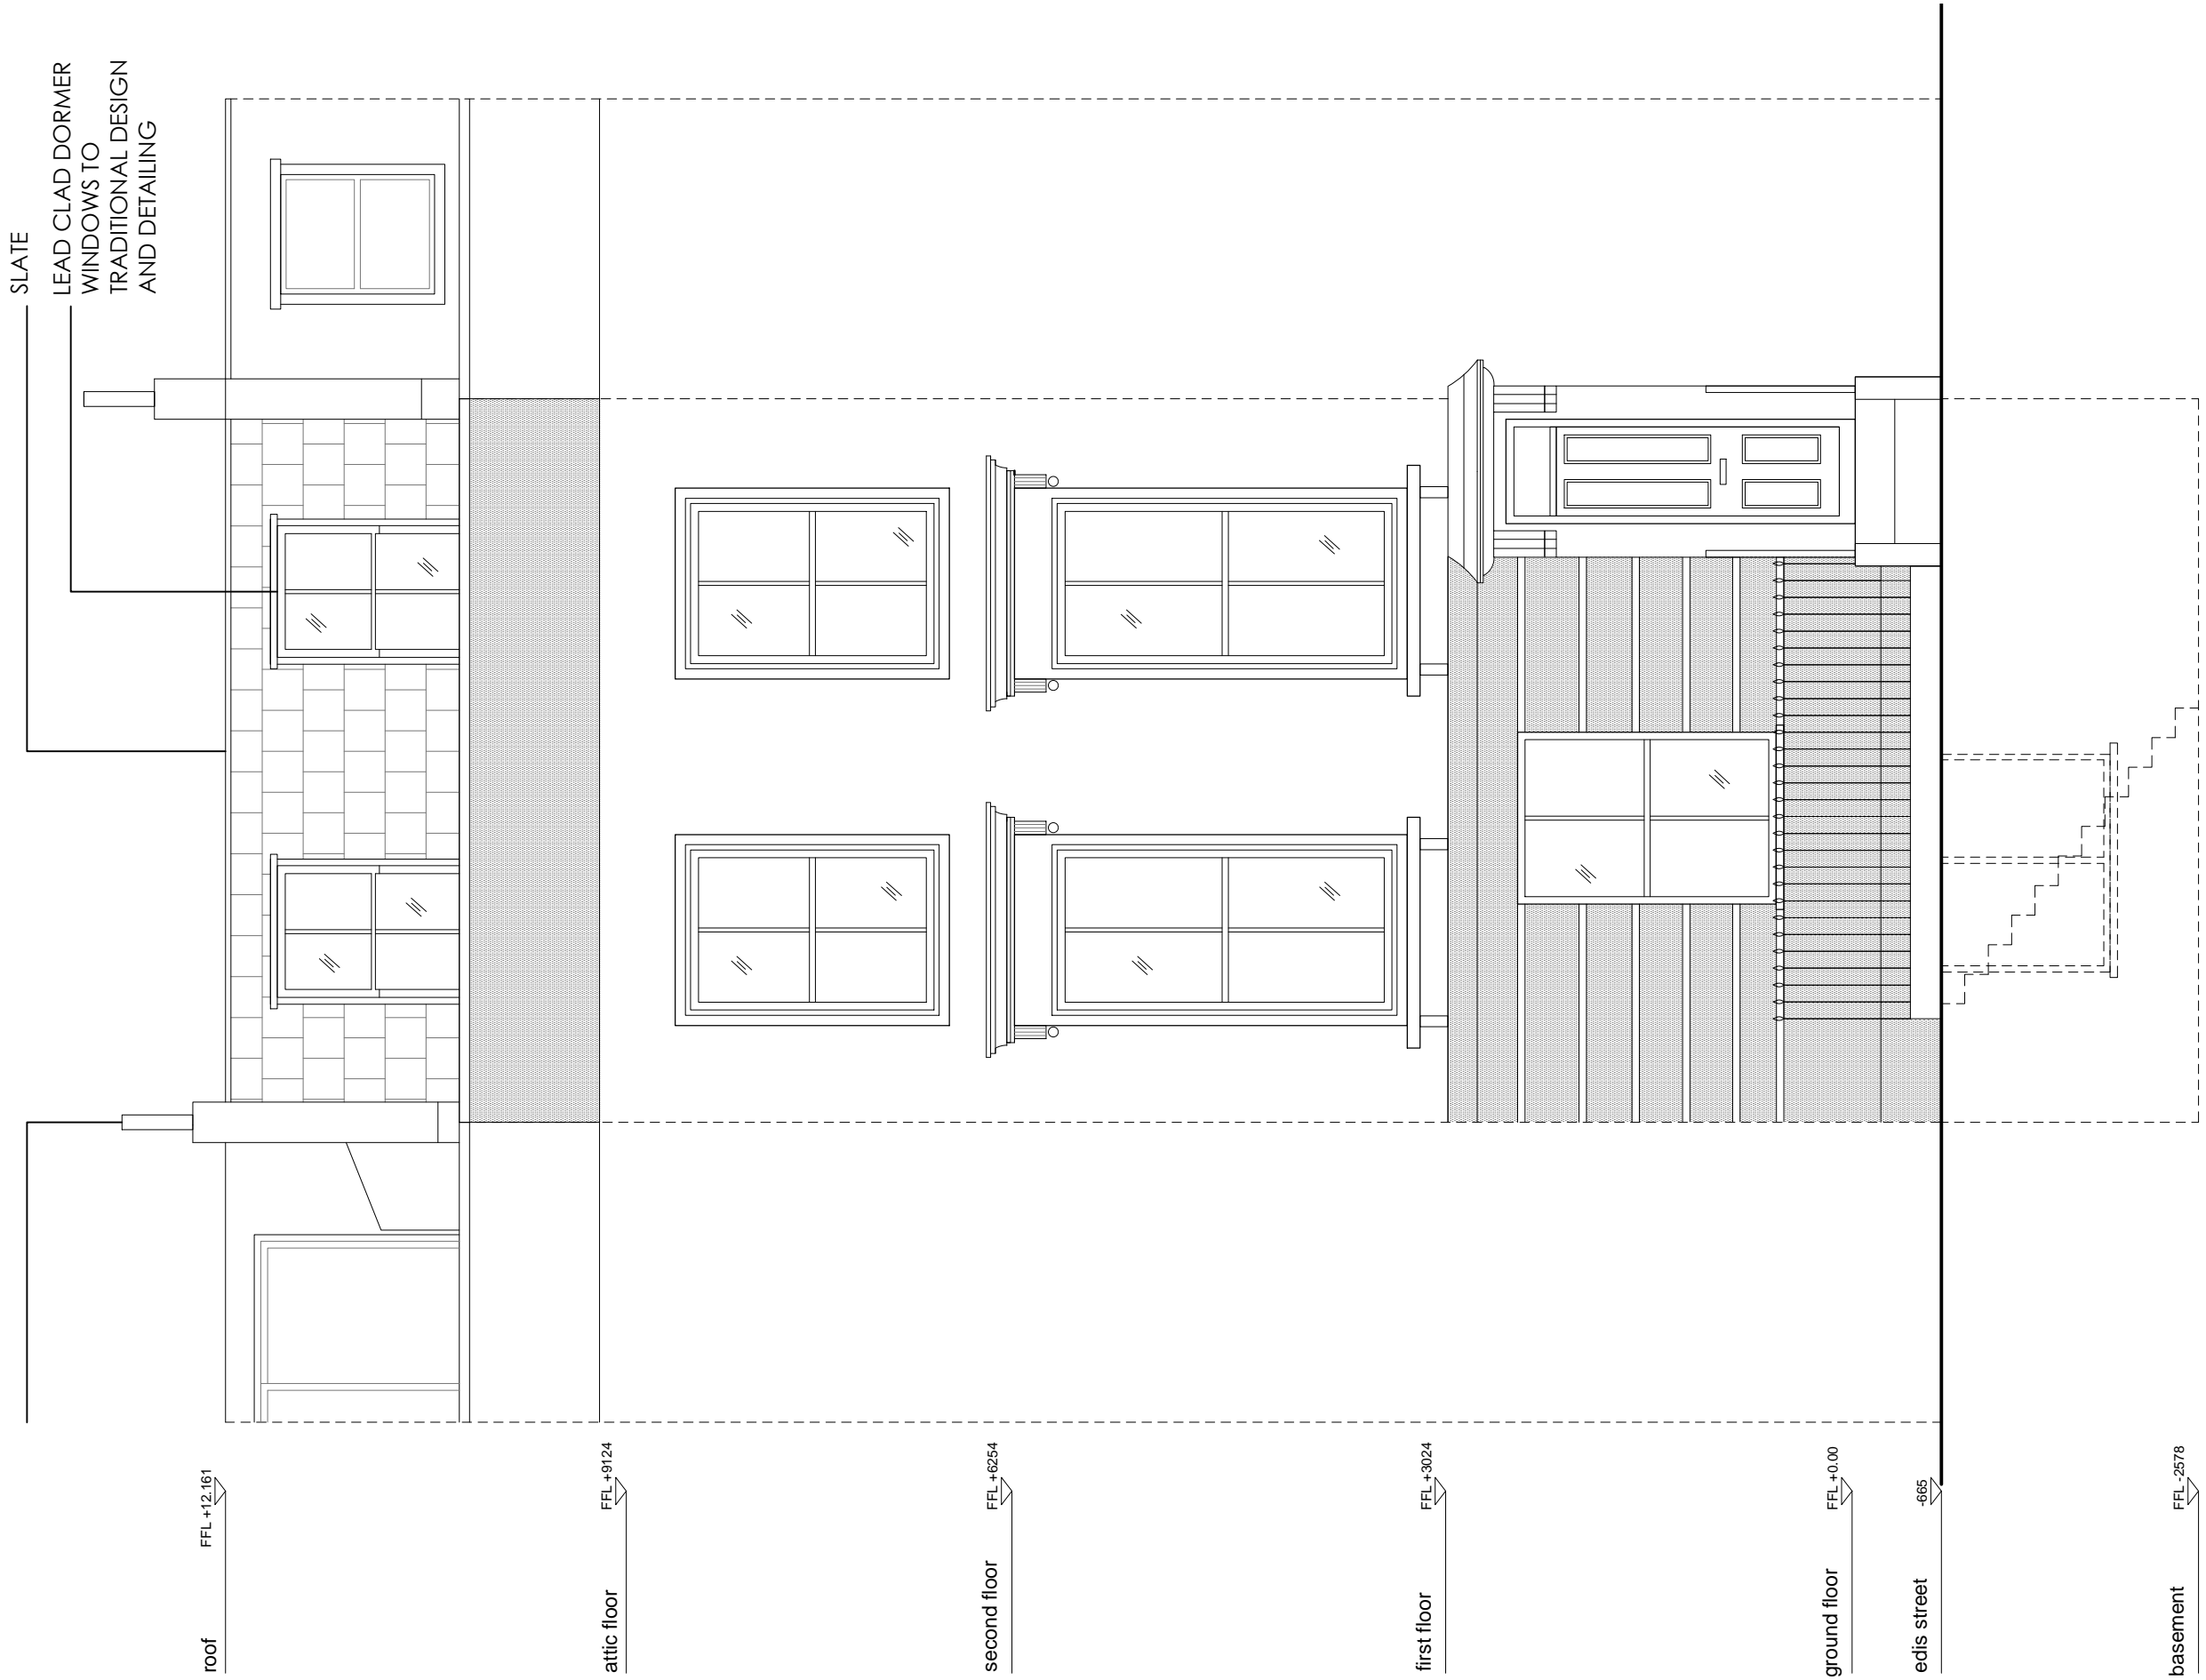 SLATE
LEAD CLAD DORMER
WINDOWS TO
TRADITIONAL DESIGN
AND DETAILING
roof FFL +12.161
attic floor FFL +9124
second floor FFL +6254
first floor FFL +3024
ground floor FFL +0.00
edis street -665
basement FFL -2578